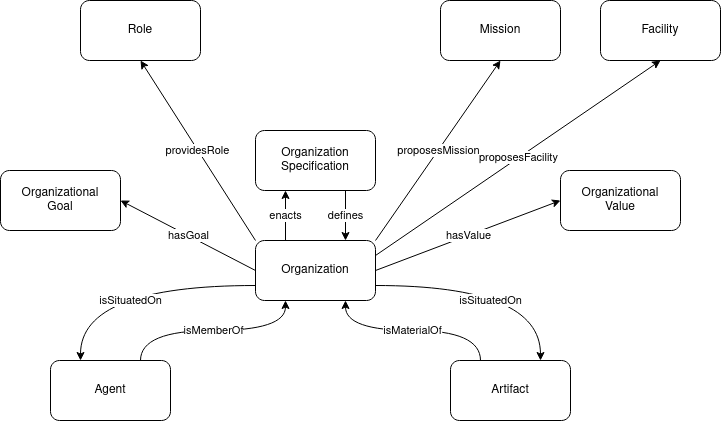 Role
Mission
Facility
providesRole
Organization
Specification
proposesMission
proposesFacility
Organizational
Goal
Organizational
Value
enacts
defines
hasGoal
hasValue
Organization
isSituatedOn
isSituatedOn
isMemberOf
isMaterialOf
Agent
Artifact